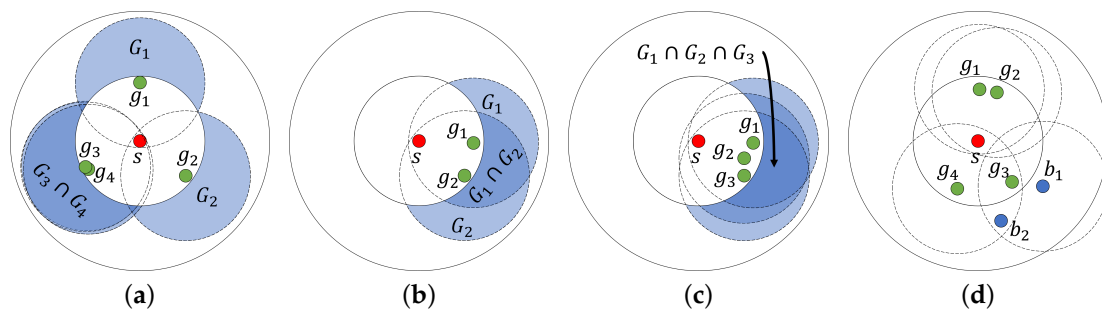 G₁
g₁
s
g₃
g₄
g₂
G₃ ∩ G₄
G₂
(a)
G₁
g₁
s
g₂
G₁ ∩ G₂
G₂
(b)
G₁ ∩ G₂ ∩ G₃
g₁
s
g₂
g₃
(c)
g₁
g₂
s
g₄
g₃
b₁
b₂
(d)